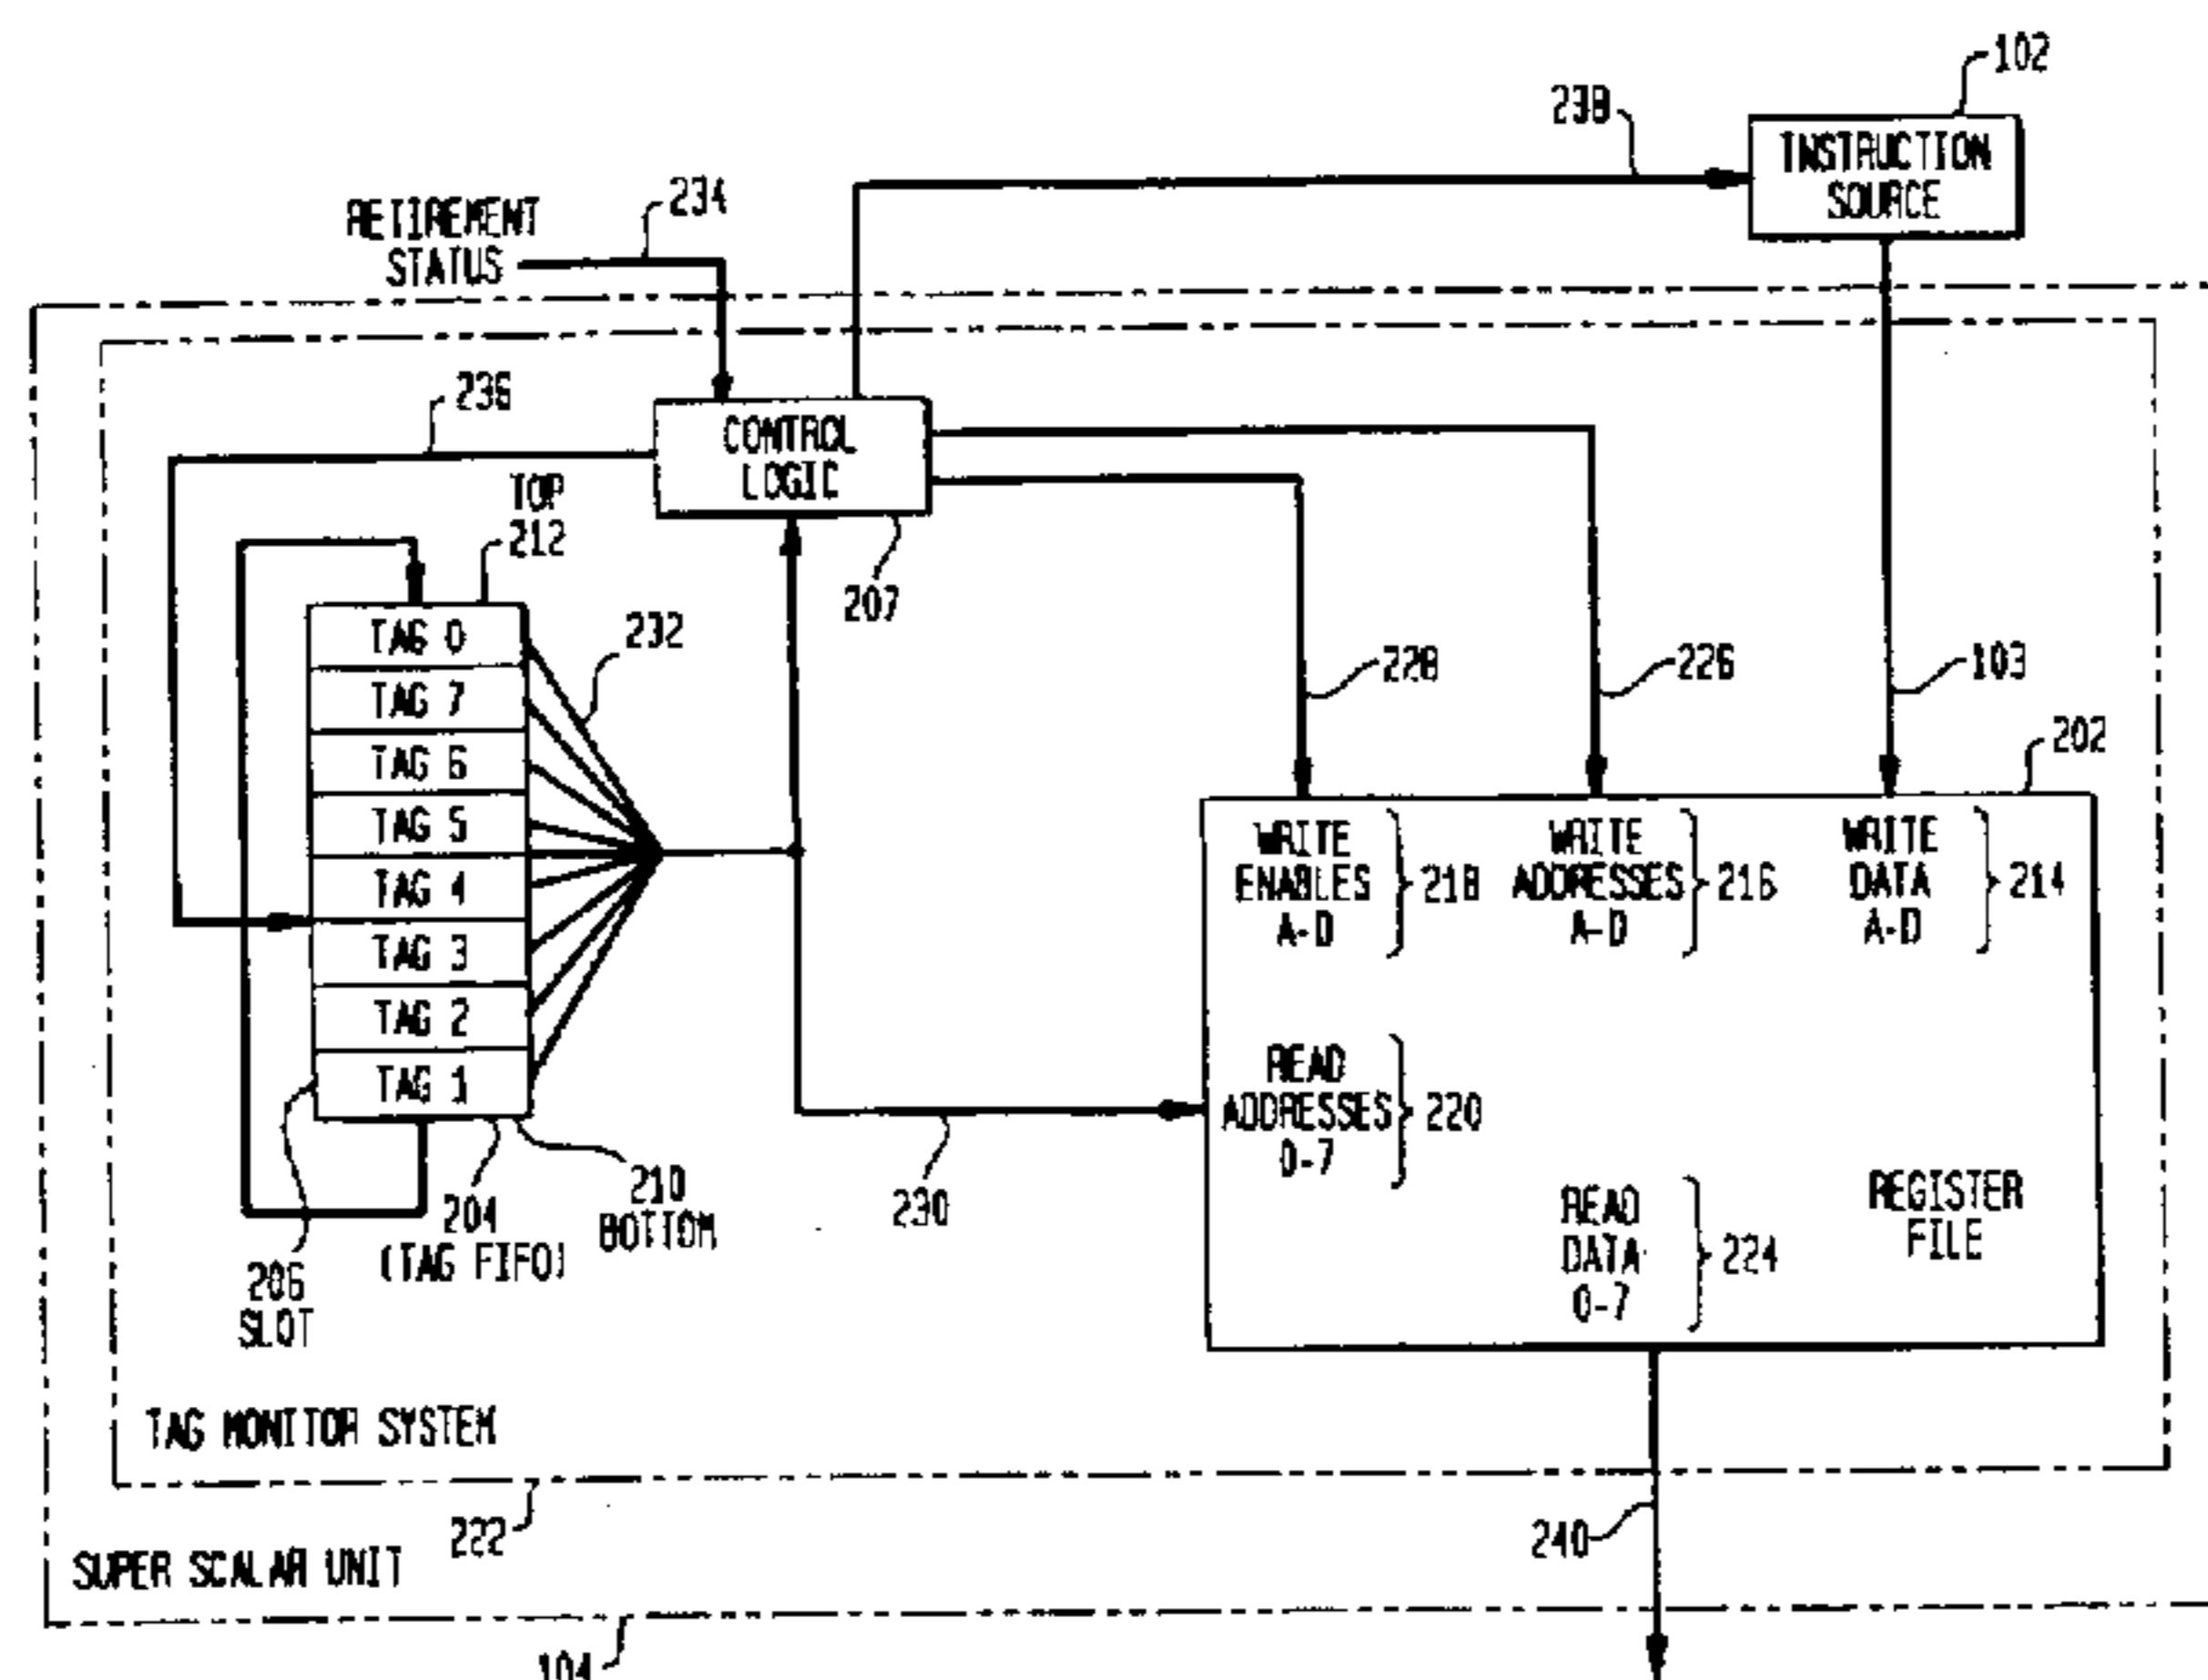 102
238
INSTRUCTION
SOURCE
RETIREMENT
STATUS
234
236
CONTROL
LOGIC
TOP
212
207
TAG 0
TAG 7
TAG 6
TAG 5
TAG 4
TAG 3
TAG 2
TAG 1
232
228
226
103
202
WRITE
ENABLES
A-D
218
WRITE
ADDRESSES
A-D
216
WRITE
DATA
A-D
214
READ
ADDRESSES
0-7
220
READ
DATA
0-7
224
REGISTER
FILE
230
206
SLOT
204
(TAG FIFO)
210
BOTTOM
TAG MONITOR SYSTEM
222
SUPER SCALAR UNIT
240
104